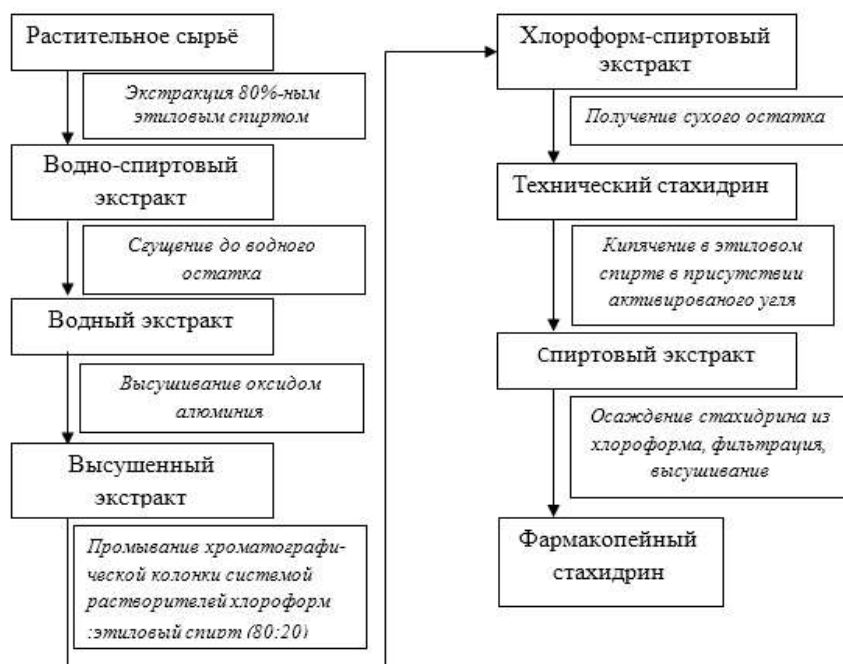 Растительное сырьё
Экстракция 80%-ным
этиловым спиртом
Водно-спиртовый
экстракт
Сгущение до водного
остатка
Водный экстракт
Высушивание оксидом
алюминия
Высушенный
экстракт
Промывание хроматографи-
ческой колонки системой
растворителей хлороформ
:этиловый спирт (80:20)
Хлороформ-спиртовый
экстракт
Получение сухого остатка
Технический стахидрин
Кипячение в этиловом
спирте в присутствии
активированого угля
Спиртовый экстракт
Осаждение стахидрина из
хлороформа, фильтрация,
высушивание
Фармакопейный
стахидрин